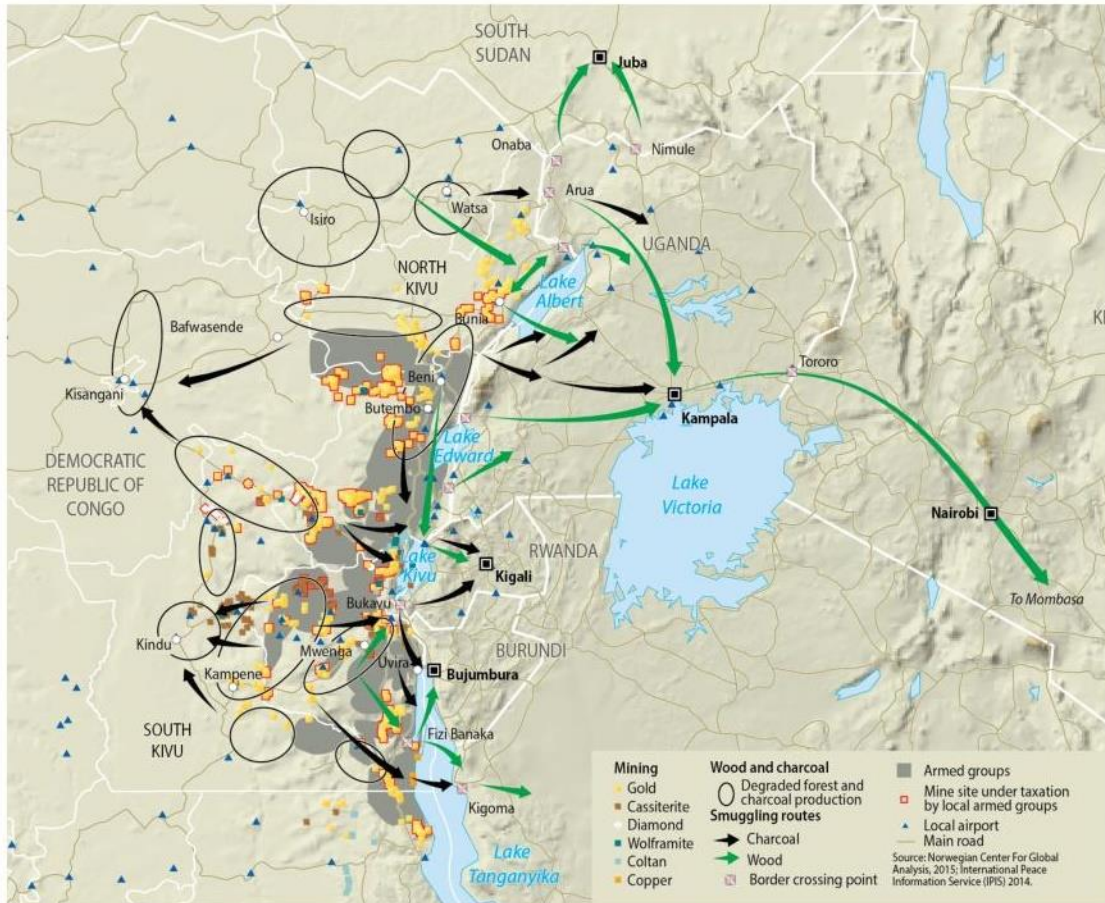 SOUTH
SUDAN
Juba
Onaba
Nimule
Arua
Watsa
Isiro
UGANDA
NORTH
KIVU
Lake
Albert
Bunia
Bafwasende
Tororo
Beni
Kisangani
Butembo
Kampala
Lake
Edward
DEMOCRATIC
REPUBLIC OF
CONGO
Lake
Victoria
Nairobi
RWANDA
Lake
Kivu
Kigali
To Mombasa
Bukavu
Kindu
Mwenga
BURUNDI
Kampene
Uvira
Bujumbura
SOUTH
KIVU
Fizi Banaka
Kigoma
Lake
Tanganyika
Mining
Gold
Cassiterite
Diamond
Wolframite
Coltan
Copper
Wood and charcoal
Degraded forest and
charcoal production
Smuggling routes
Charcoal
Wood
Border crossing point
Armed groups
Mine site under taxation
by local armed groups
Local airport
Main road
Source: Norwegian Center For Global
Analysis, 2015; International Peace
Information Service (IPIS) 2014.